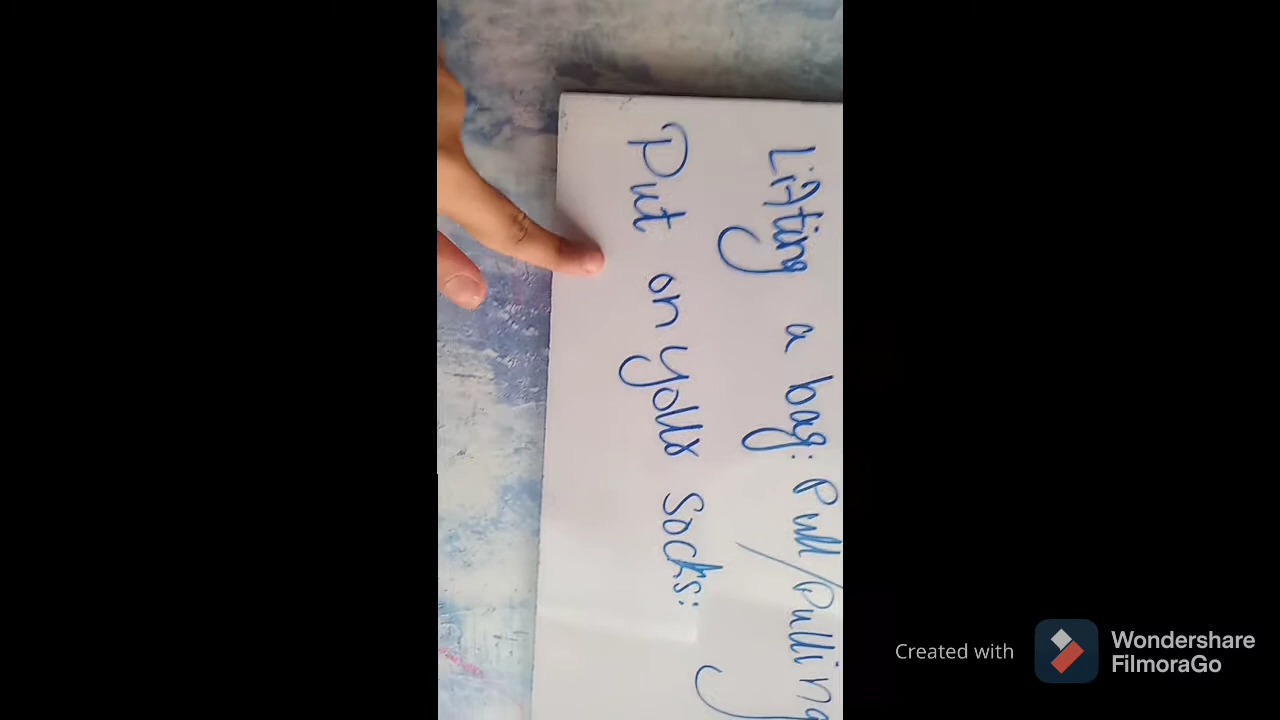 Lifting a bag: Pull/Pulling
Put on your socks:
Created with
Wondershare
FilmoraGo